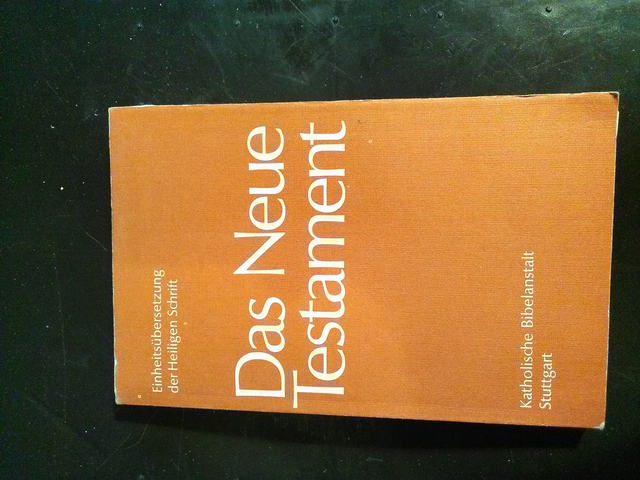 Einheitsübersetzung
der Heiligen Schrift
Das Neue
Testament
Katholische Bibelanstalt
Stuttgart